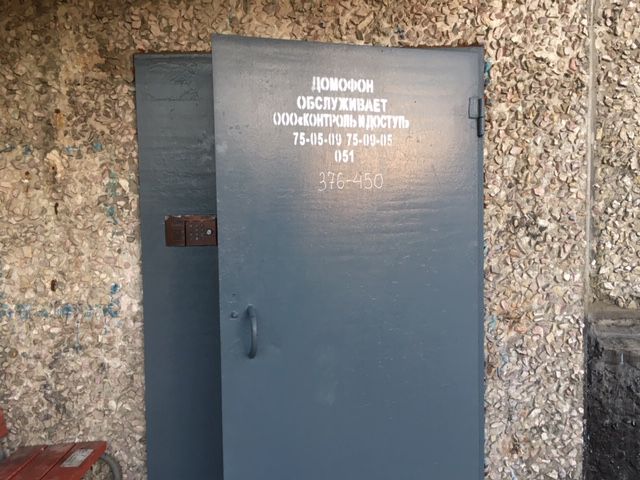 ДОМОФОН
ОБСЛУЖИВАЕТ
ООО«КОНТРОЛЬ И ДОСТУП»
75-05-09 75-09-05
051
376-450